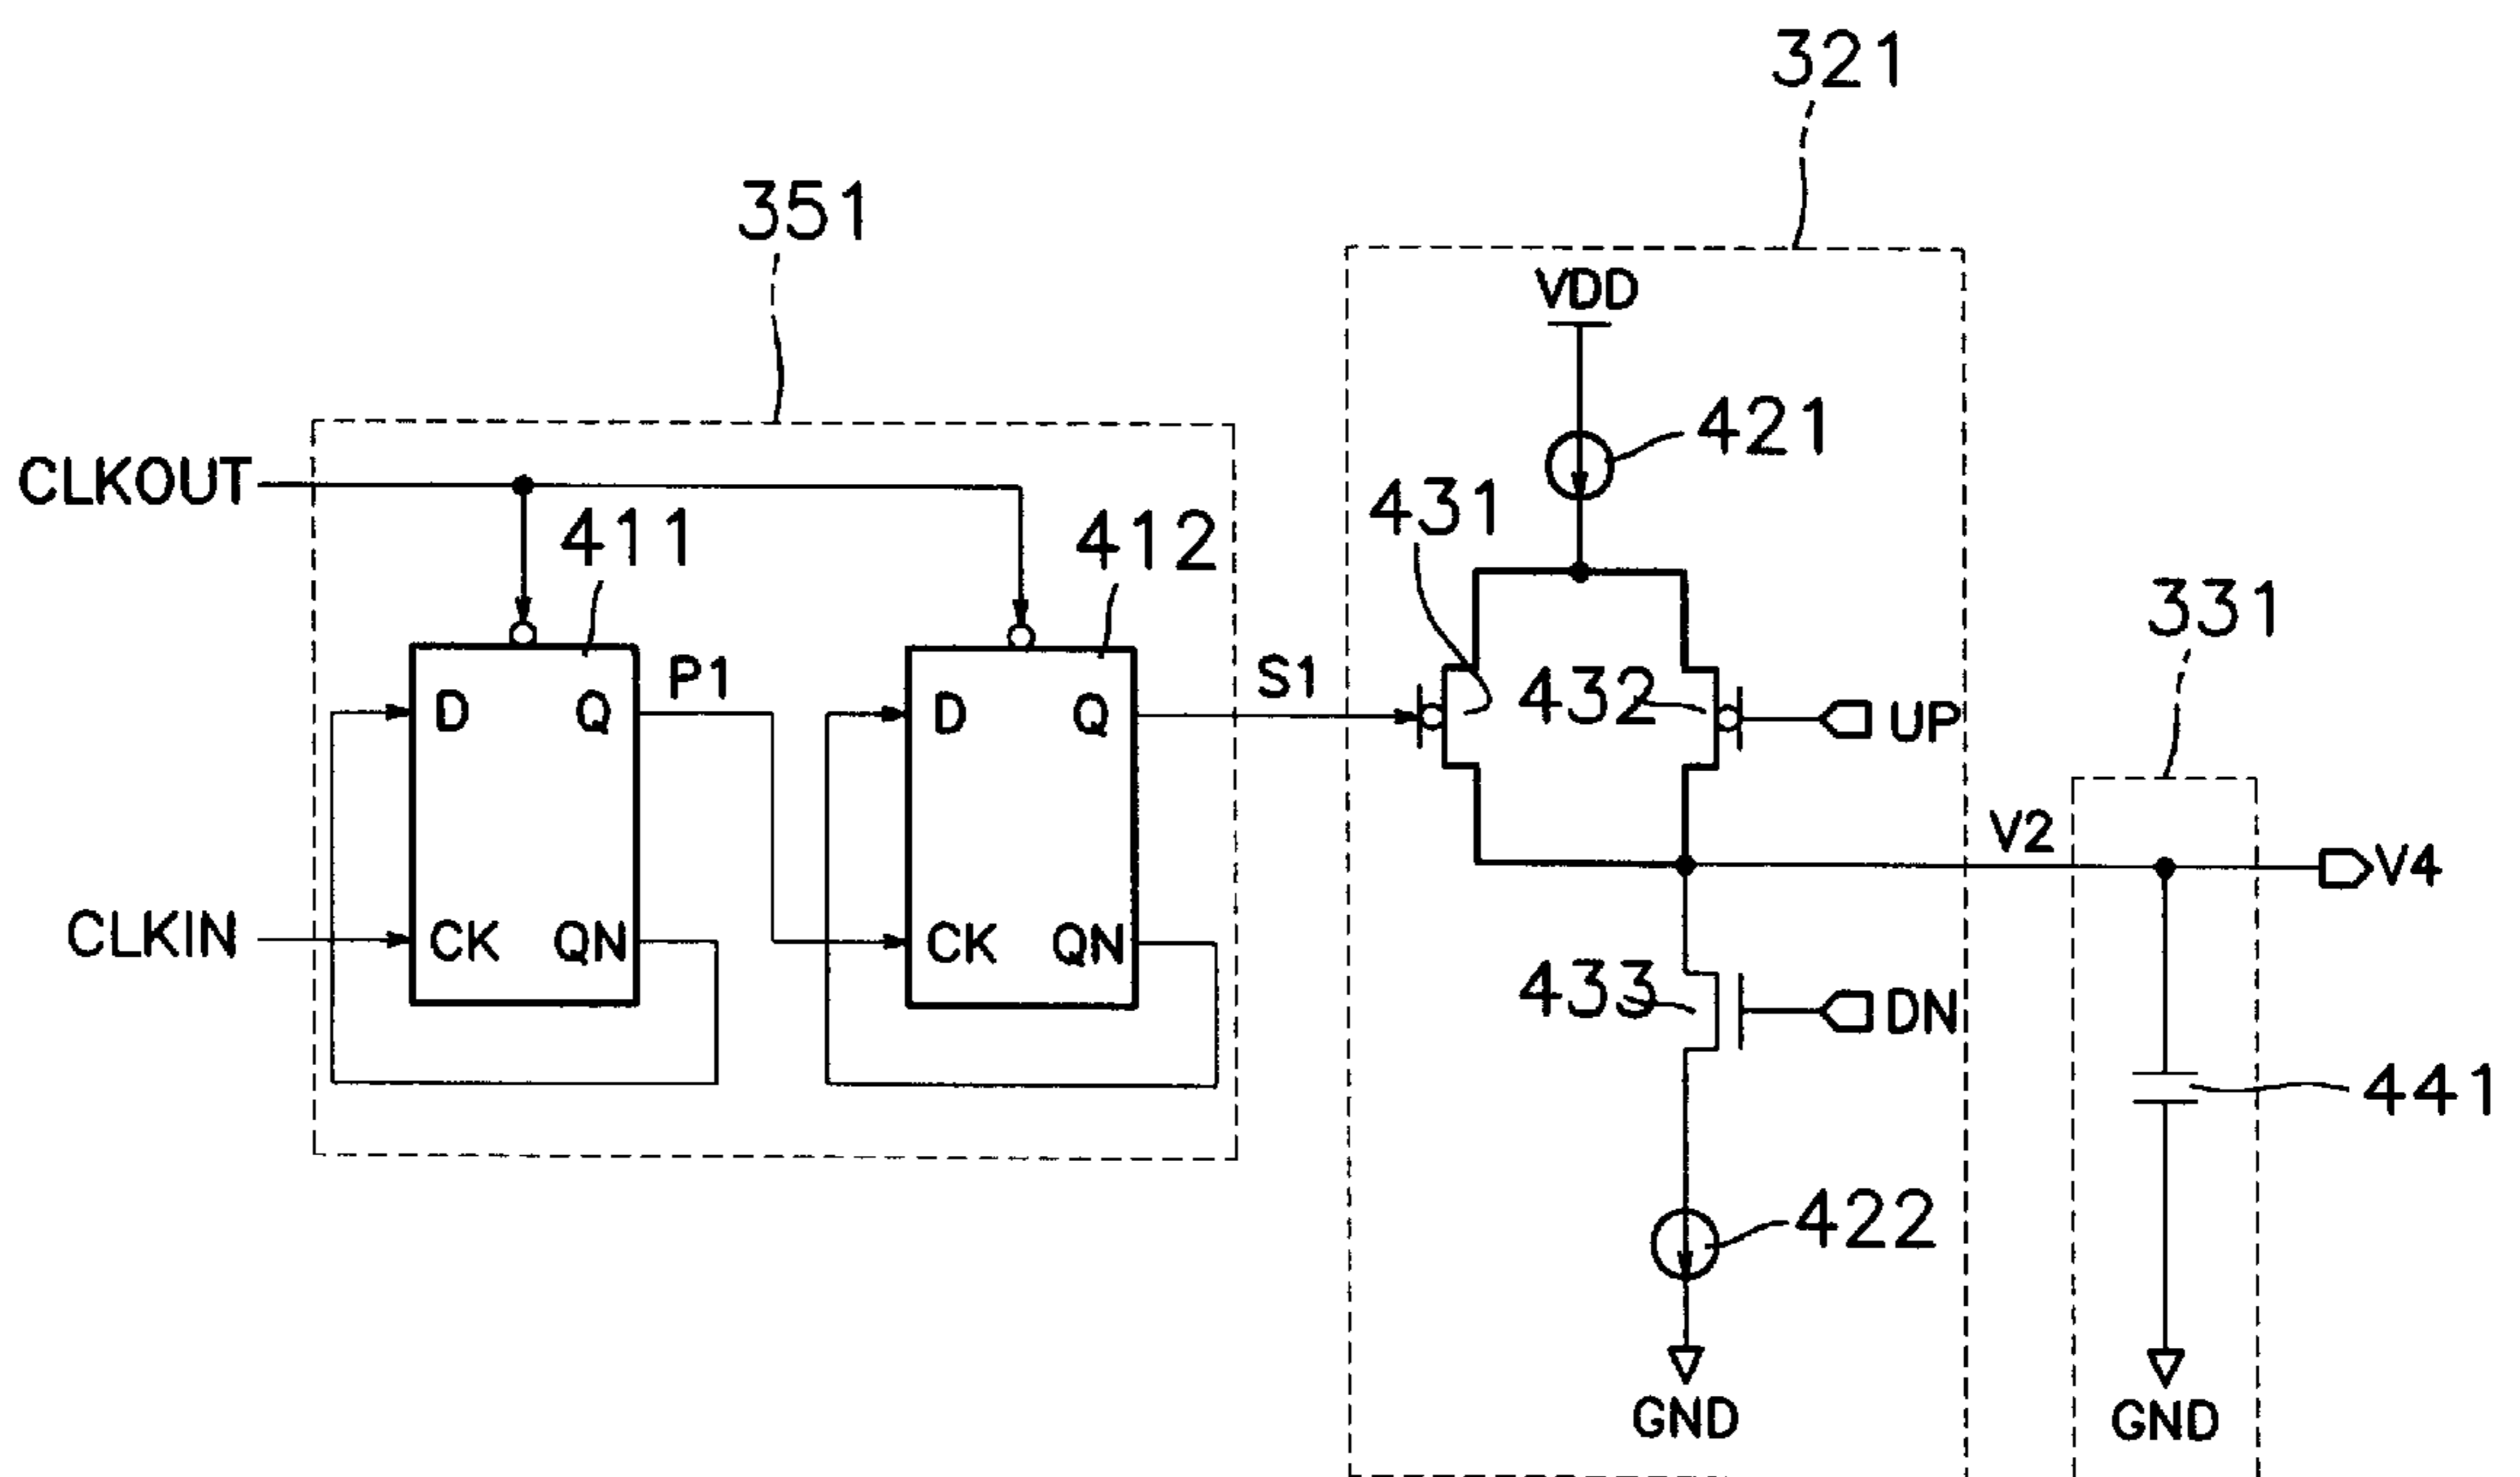 321
351
VDD
421
CLKOUT
431
411
412
331
P1
S1
432
D
Q
D
Q
UP
V2
V4
CLKIN
CK
QN
CK
QN
433
DN
441
422
GND
GND